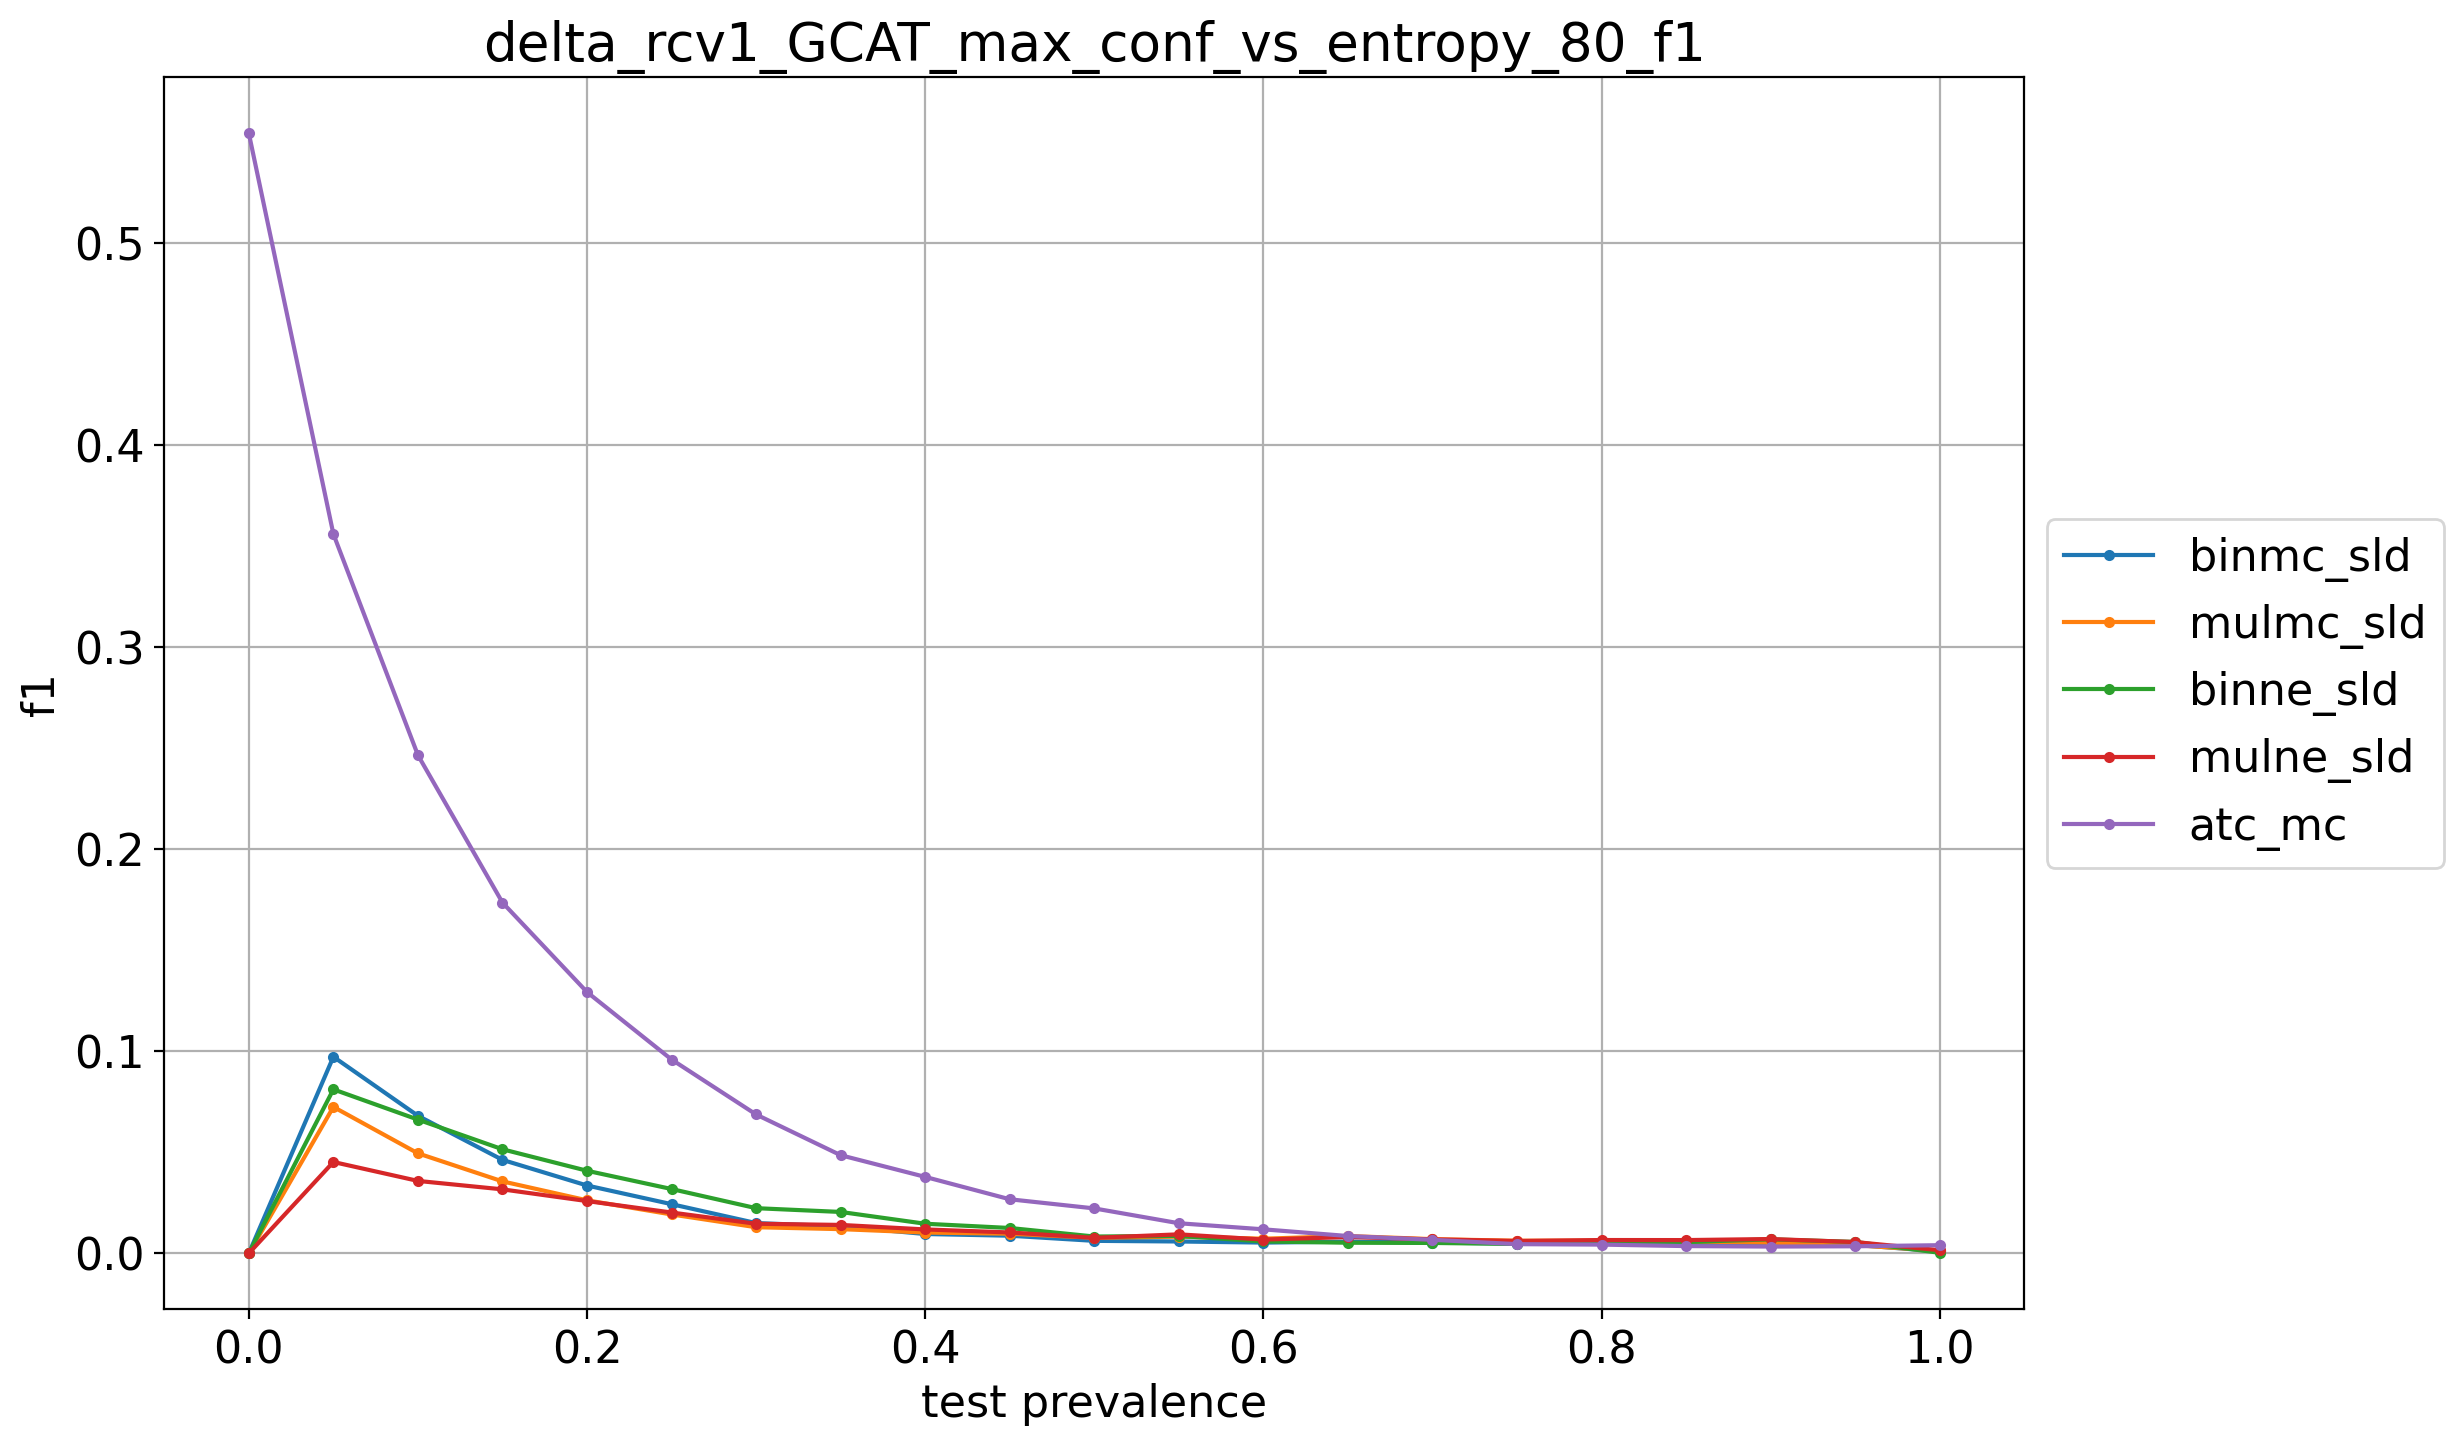 delta_rcv1_GCAT_max_conf_vs_entropy_80_f1
f1
0.5
0.4
0.3
0.2
0.1
0.0
0.0 0.2 0.4 0.6 0.8 1.0
test prevalence
binmc_sld
mulmc_sld
binne_sld
mulne_sld
atc_mc